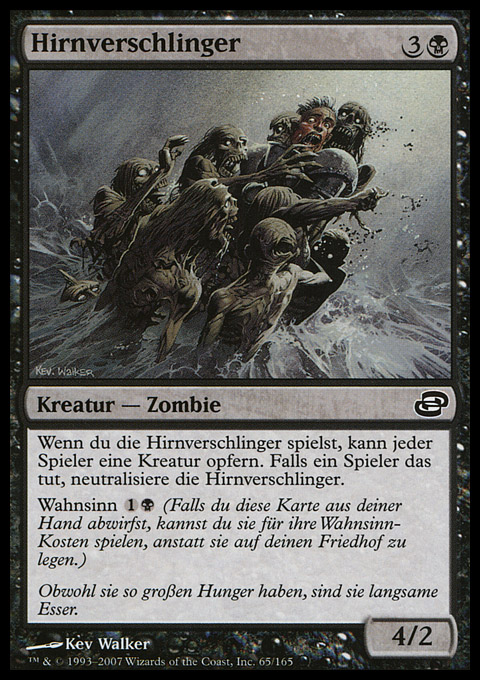 Hirnverschlinger 3
KEV. WALKER
Kreatur — Zombie
Wenn du die Hirnverschlinger spielst, kann jeder
Spieler eine Kreatur opfern. Falls ein Spieler das
tut, neutralisiere die Hirnverschlinger.
Wahnsinn 1 (Falls du diese Karte aus deiner
Hand abwirfst, kannst du sie für ihre Wahnsinn-
Kosten spielen, anstatt sie auf deinen Friedhof zu
legen.)
Obwohl sie so großen Hunger haben, sind sie langsame
Esser.
Kev Walker
4/2
™ & © 1993–2007 Wizards of the Coast, Inc. 65/165